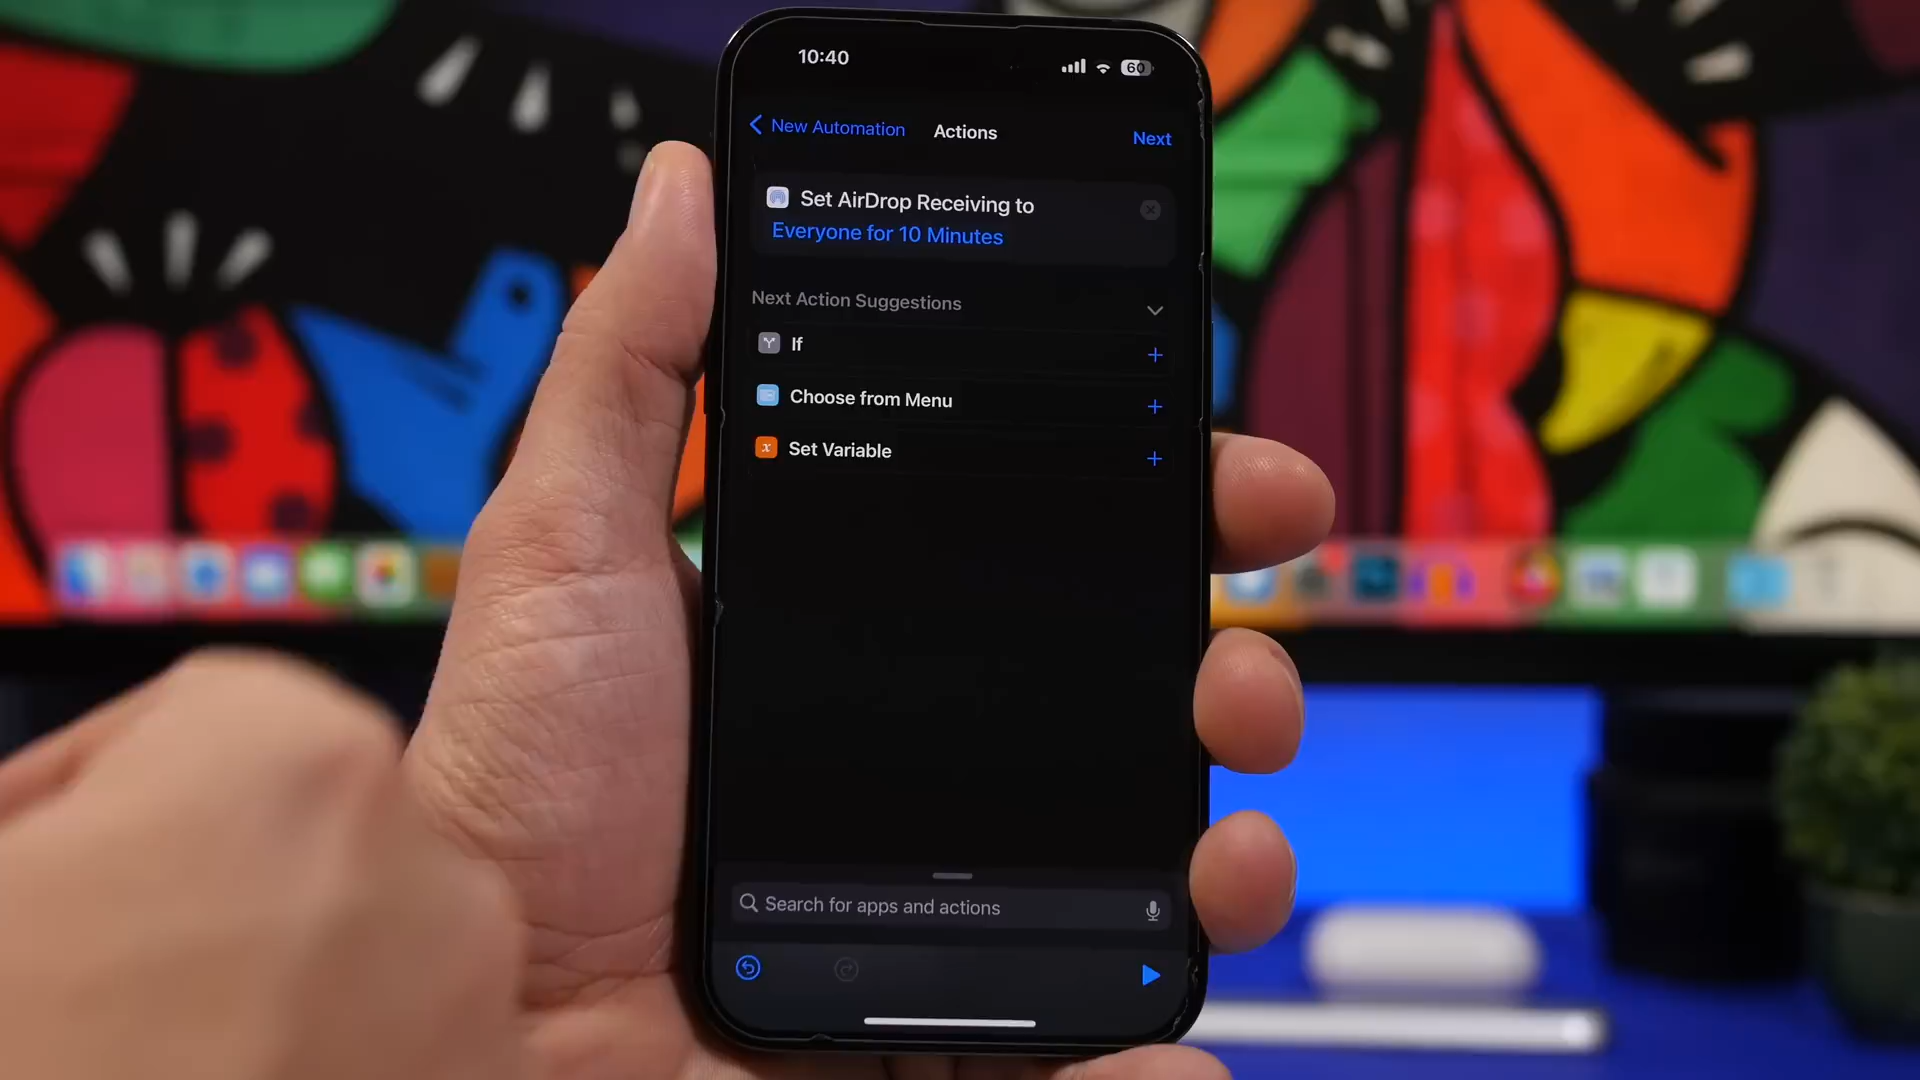 10:40
60
New Automation
Actions
Next
Set AirDrop Receiving to
Everyone for 10 Minutes
Next Action Suggestions
If
Choose from Menu
x Set Variable
Search for apps and actions